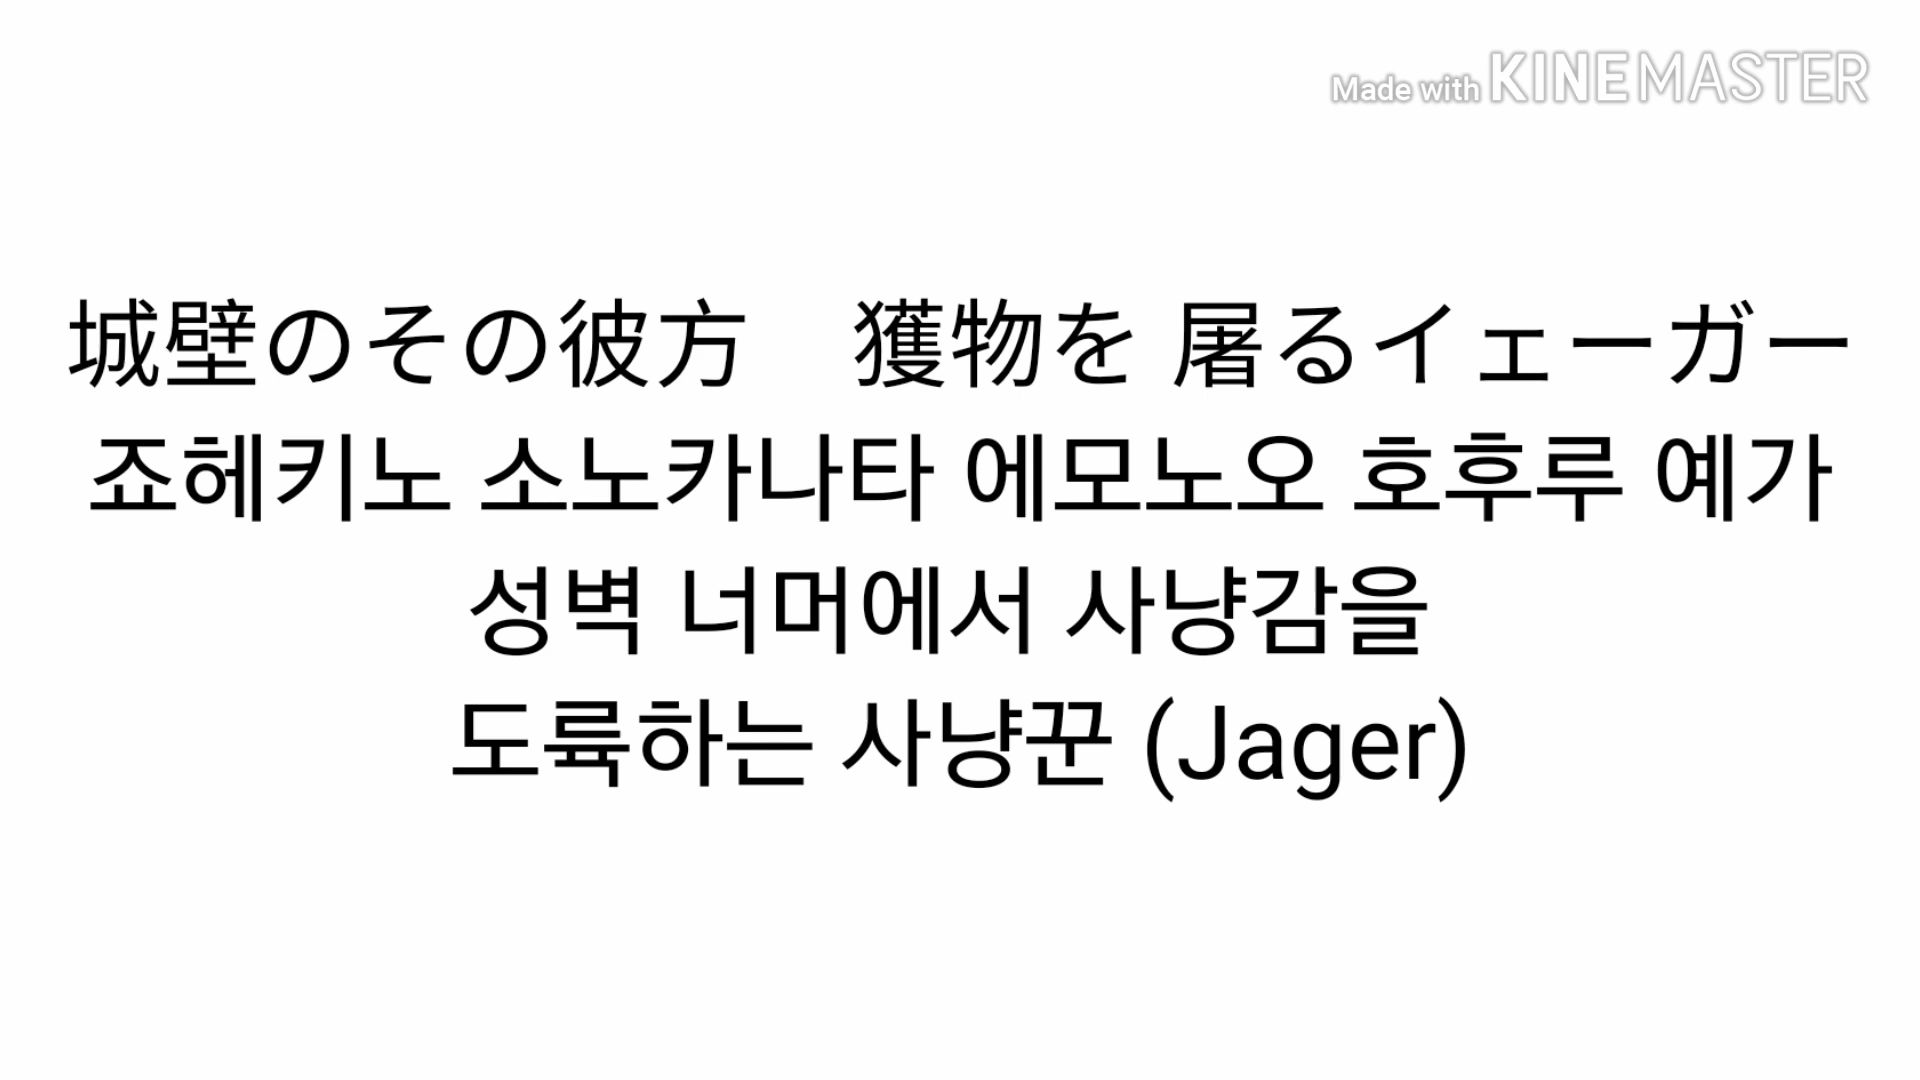 Made with KINEMASTER
城壁のその彼方　獲物を 屠るイェーガー
죠헤키노 소노카나타 에모노오 호후루 예가
성벽 너머에서 사냥감을
도륙하는 사냥꾼 (Jager)